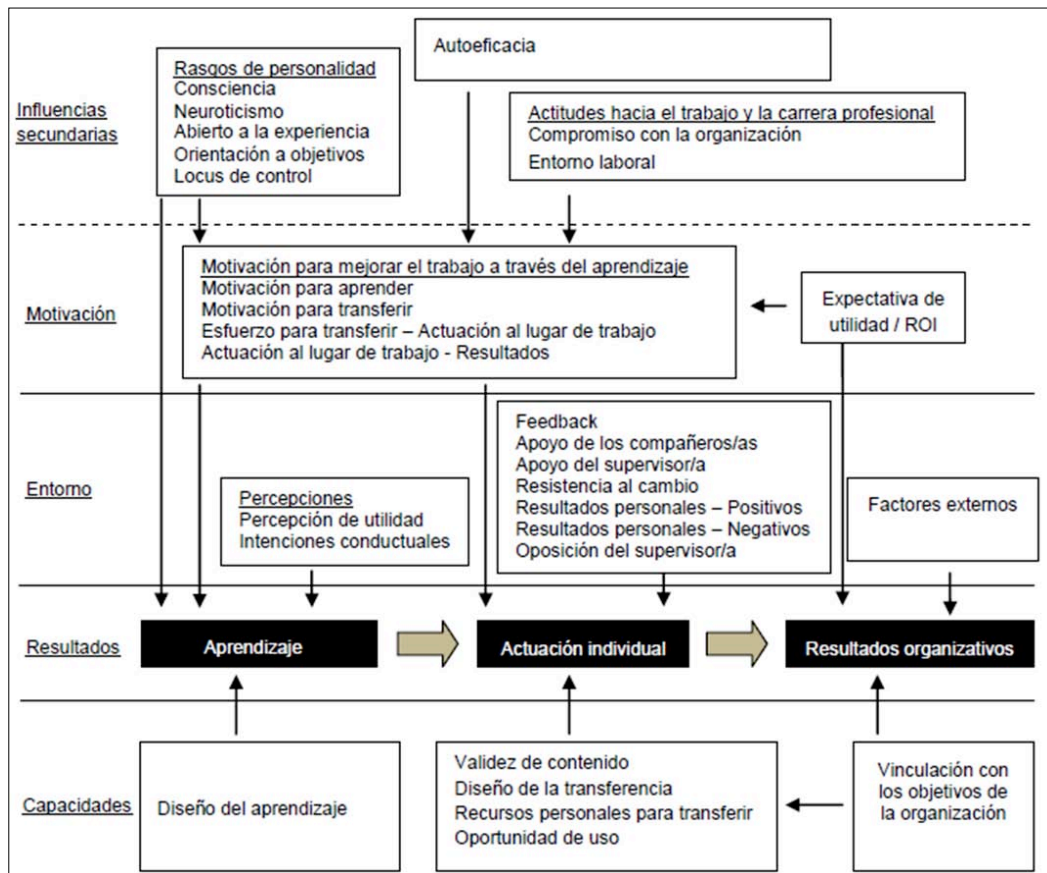 Influencias
secundarias
Rasgos de personalidad
Consciencia
Neuroticismo
Abierto a la experiencia
Orientación a objetivos
Locus de control
Autoeficacia
Actitudes hacia el trabajo y la carrera profesional
Compromiso con la organización
Entorno laboral
Motivación
Motivación para mejorar el trabajo a través del aprendizaje
Motivación para aprender
Motivación para transferir
Esfuerzo para transferir – Actuación al lugar de trabajo
Actuación al lugar de trabajo - Resultados
Expectativa de
utilidad / ROI
Entorno
Percepciones
Percepción de utilidad
Intenciones conductuales
Feedback
Apoyo de los compañeros/as
Apoyo del supervisor/a
Resistencia al cambio
Resultados personales – Positivos
Resultados personales – Negativos
Oposición del supervisor/a
Factores externos
Resultados
Aprendizaje
Actuación individual
Resultados organizativos
Capacidades
Diseño del aprendizaje
Validez de contenido
Diseño de la transferencia
Recursos personales para transferir
Oportunidad de uso
Vinculación con
los objetivos de
la organización